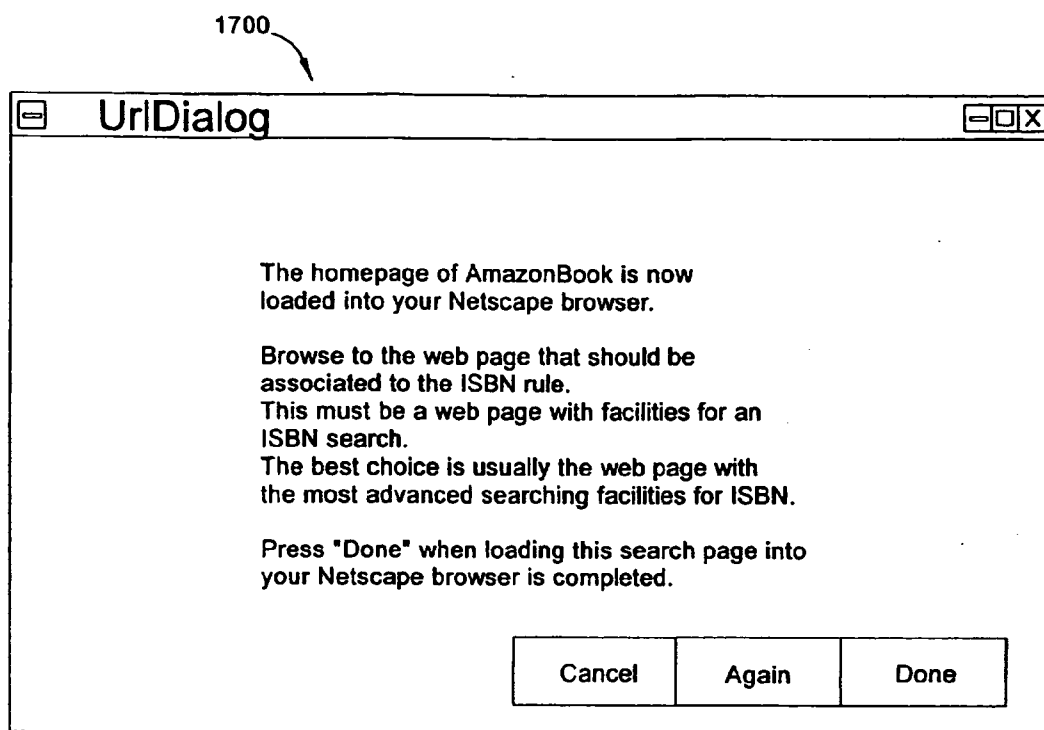 1700
UrlDialog
The homepage of AmazonBook is now
loaded into your Netscape browser.
Browse to the web page that should be
associated to the ISBN rule.
This must be a web page with facilities for an
ISBN search.
The best choice is usually the web page with
the most advanced searching facilities for ISBN.
Press "Done" when loading this search page into
your Netscape browser is completed.
Cancel Again Done